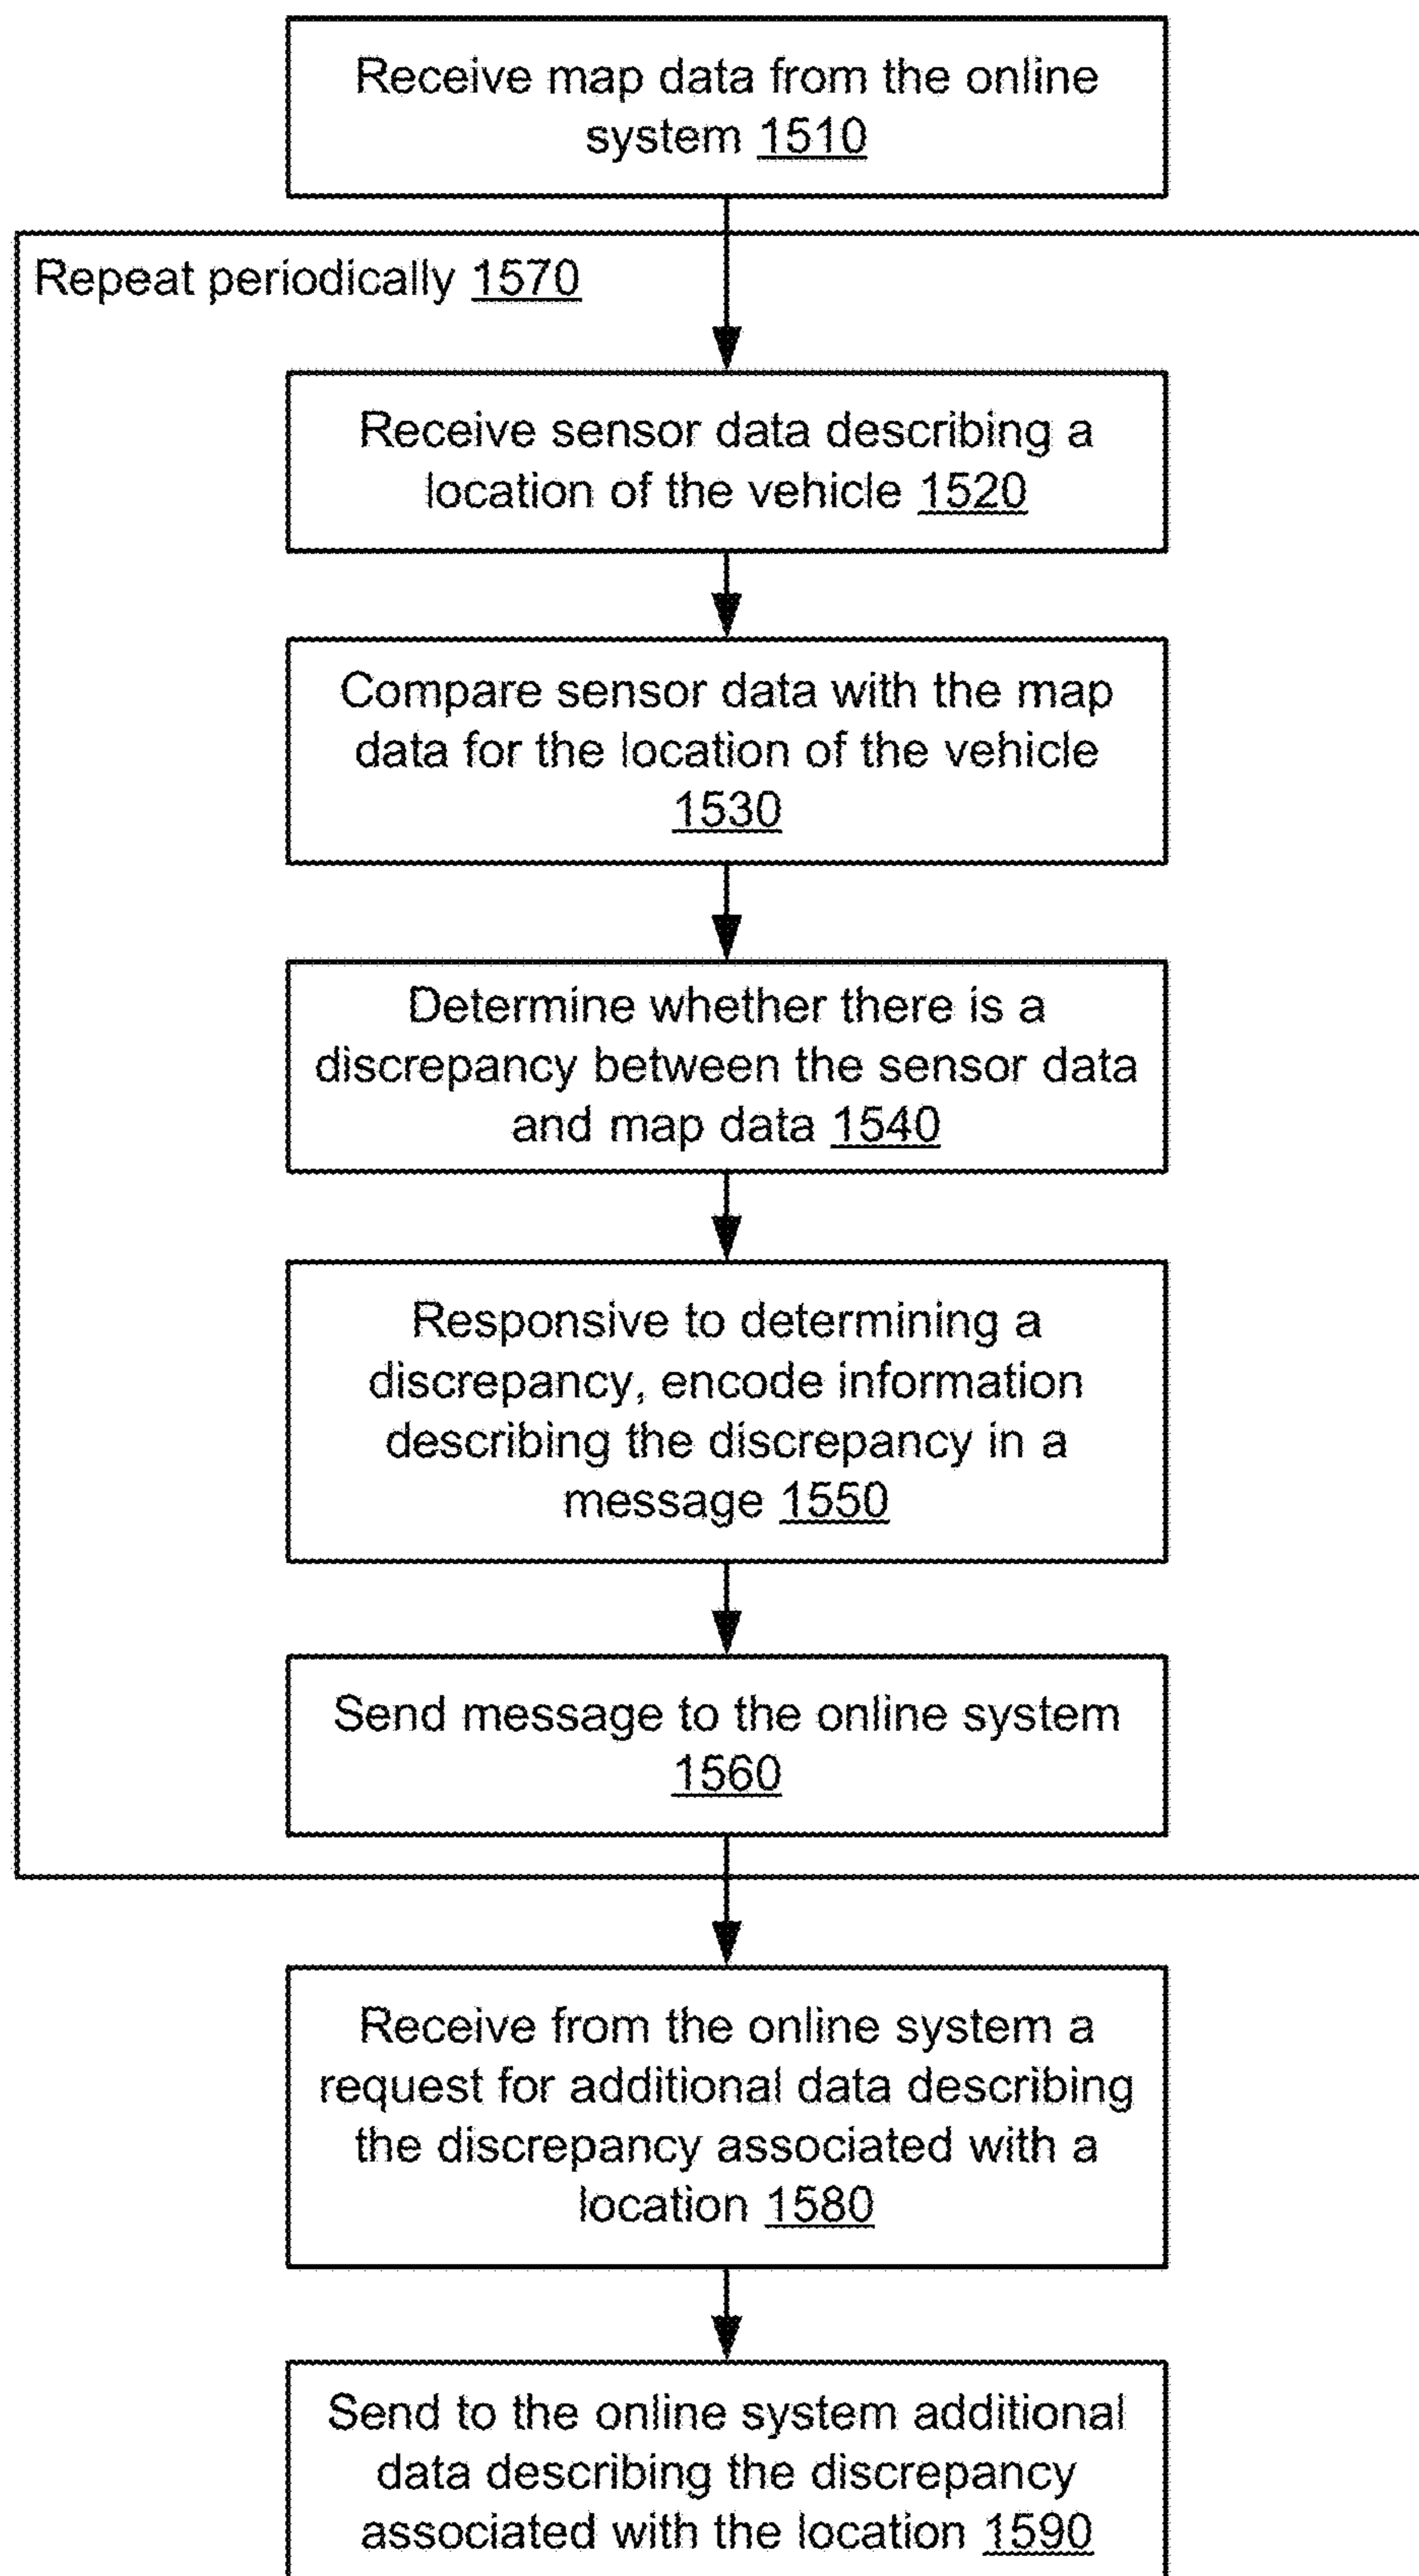 Receive map data from the online
system 1510
Repeat periodically 1570
Receive sensor data describing a
location of the vehicle 1520
Compare sensor data with the map
data for the location of the vehicle
1530
Determine whether there is a
discrepancy between the sensor data
and map data 1540
Responsive to determining a
discrepancy, encode information
describing the discrepancy in a
message 1550
Send message to the online system
1560
Receive from the online system a
request for additional data describing
the discrepancy associated with a
location 1580
Send to the online system additional
data describing the discrepancy
associated with the location 1590